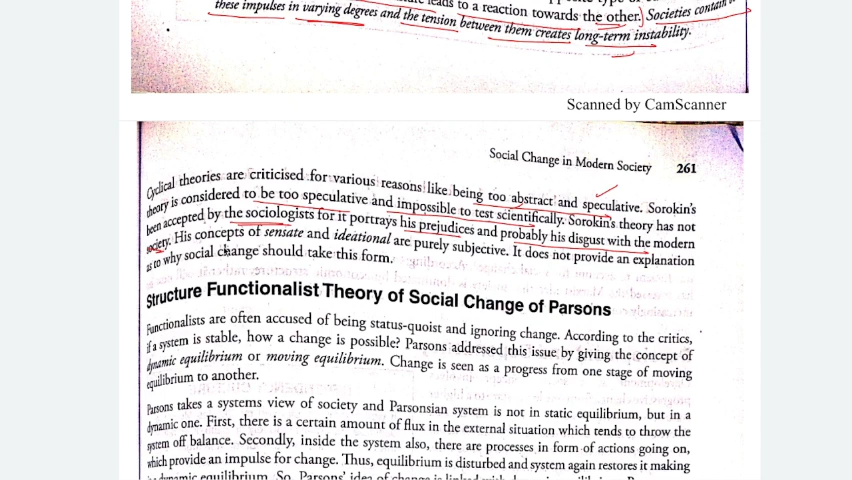 leads to a reaction towards the other. Societies contain
these impulses in varying degrees and the tension between them creates long-term instability.
Scanned by CamScanner
Social Change in Modern Society 261
Cyclical theories are criticised for various reasons like being too abstract and speculative. Sorokin's
theory is considered to be too speculative and impossible to test scientifically. Sorokin's theory has not
been accepted by the sociologists for it portrays his prejudices and probably his disgust with the modern
society. His concepts of sensate and ideational are purely subjective. It does not provide an explanation
as to why social change should take this form.
Structure Functionalist Theory of Social Change of Parsons
Functionalists are often accused of being status-quoist and ignoring change. According to the critics,
if a system is stable, how a change is possible? Parsons addressed this issue by giving the concept of
dynamic equilibrium or moving equilibrium. Change is seen as a progress from one stage of moving
equilibrium to another.
Parsons takes a systems view of society and Parsonsian system is not in static equilibrium, but in a
dynamic one. First, there is a certain amount of flux in the external situation which tends to throw the
system off balance. Secondly, inside the system also, there are processes in form of actions going on,
which provide an impulse for change. Thus, equilibrium is disturbed and system again restores it making
dynamic equilibrium. So, Parsons' idea of change is linked with